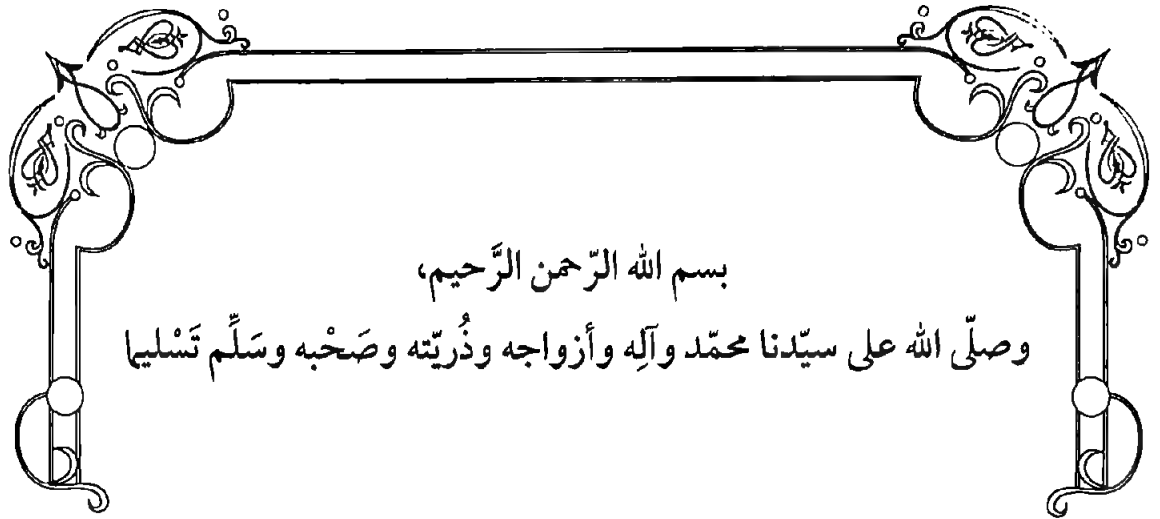 بسم الله الرّحمن الرَّحيم،
وصلّى الله على سيّدنا محمّد وآلِه وأزواجه وذُريّته وصَحْبه وسَلِّم تَسْليما